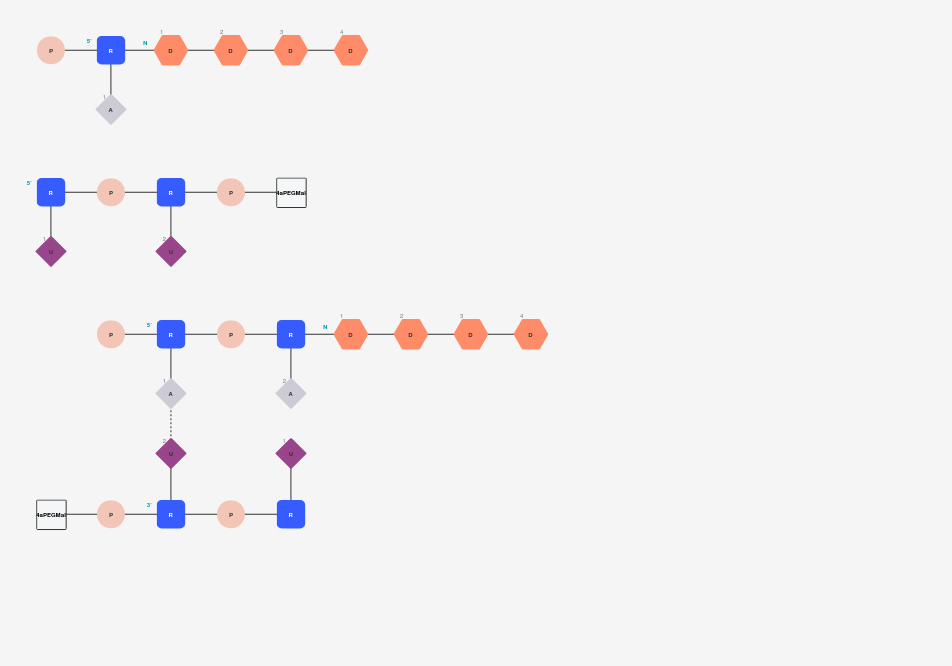 1 2 3 4
P 5' R N D D D D
1
A
5' R P R P 4aPEGMal
1 2
U U
1 2 3 4
P 5' R P R N D D D D
1 2
A A
2 1
U U
4aPEGMal P 3' R P R